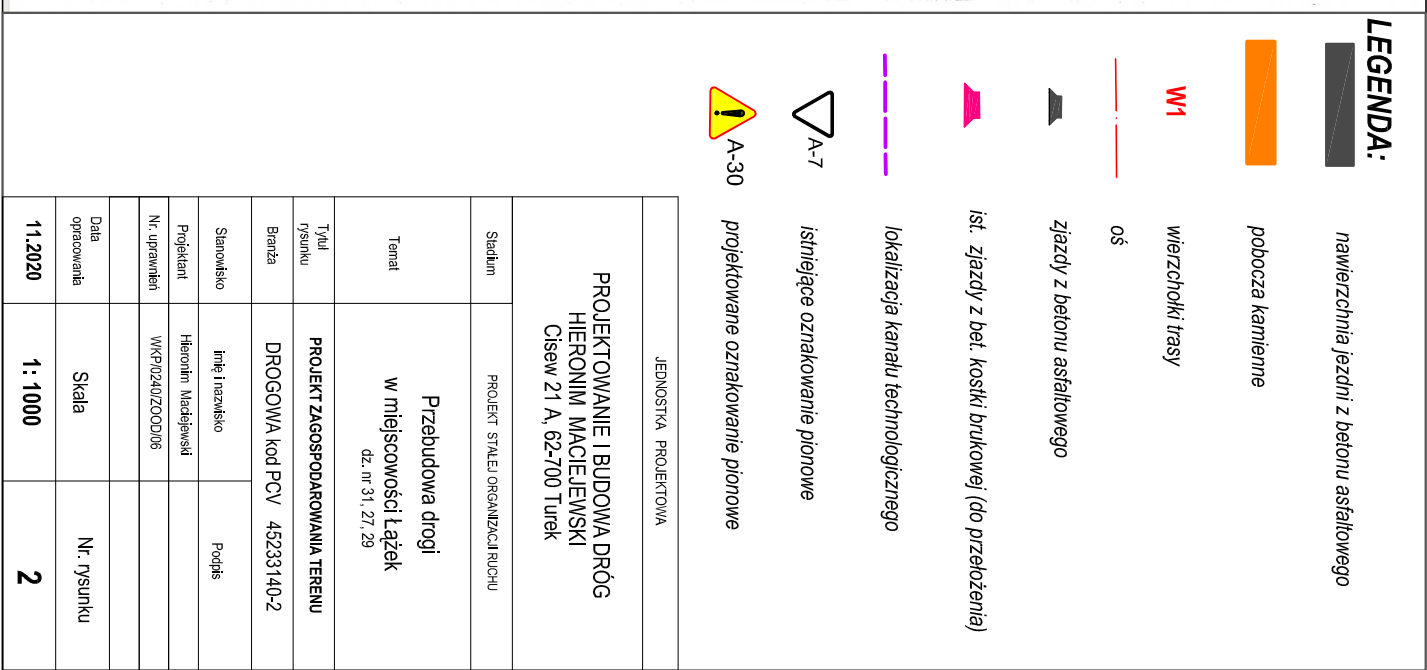 LEGENDA:
nawierzchnia jezdni z betonu asfaltowego
pobocza kamienne
W1
wierzchołki trasy
oś
zjazdy z betonu asfaltowego
ist. zjazdy z bet. kostki brukowej (do przełożenia)
lokalizacja kanału technologicznego
A-7
istniejące oznakowanie pionowe
A-30
projektowane oznakowanie pionowe
JEDNOSTKA PROJEKTOWA
PROJEKTOWANIE I BUDOWA DRÓG
HIERONIM MACIEJEWSKI
Cisew 21 A, 62-700 Turek
Stadium
PROJEKT STAŁEJ ORGANIZACJI RUCHU
Temat
Przebudowa drogi
w miejscowości Łążek
dz. nr 31, 27, 29
Tytuł
rysunku
PROJEKT ZAGOSPODAROWANIA TERENU
Branża
DROGOWA kod PCV 45233140-2
Stanowisko
imię i nazwisko
Podpis
Projektant
Hieronim Maciejewski
Nr. uprawnień
WKP/0240/ZOOD/06
Data
opracowania
Skala
Nr. rysunku
11.2020
1: 1000
2